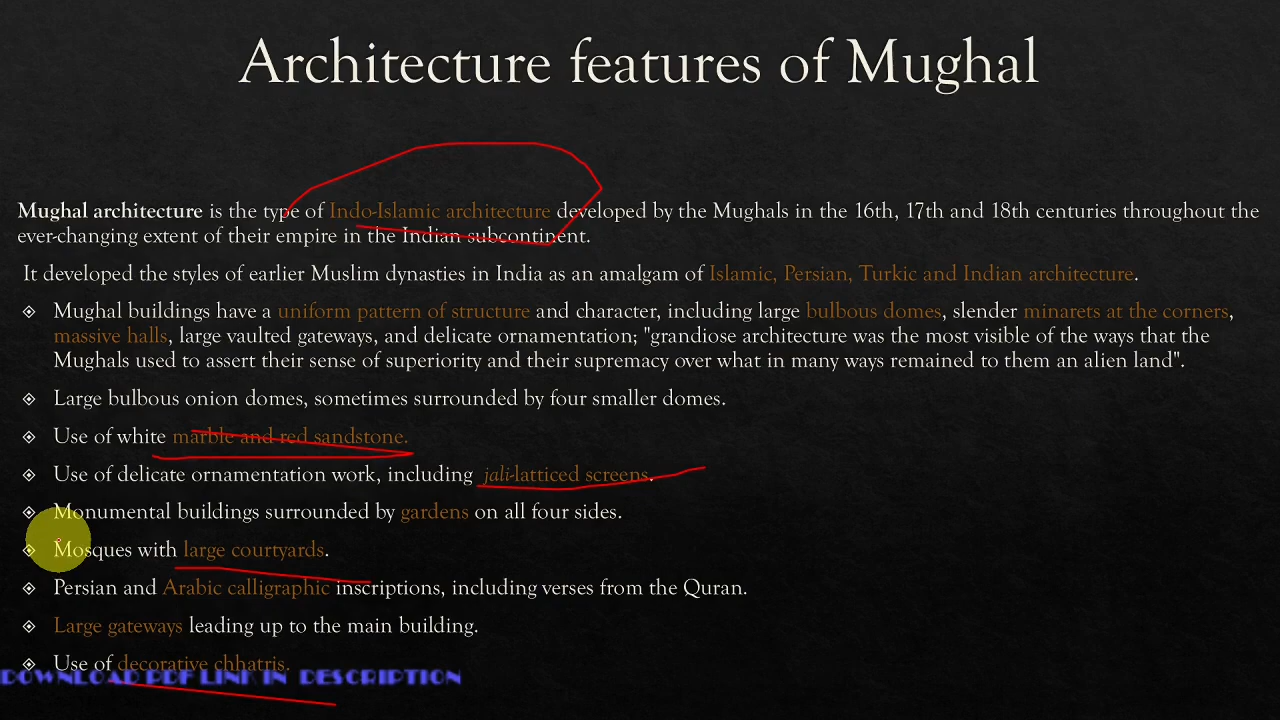 Architecture features of Mughal
Mughal architecture is the type of Indo-Islamic architecture developed by the Mughals in the 16th, 17th and 18th centuries throughout the
ever-changing extent of their empire in the Indian subcontinent.
It developed the styles of earlier Muslim dynasties in India as an amalgam of Islamic, Persian, Turkic and Indian architecture.
Mughal buildings have a uniform pattern of structure and character, including large bulbous domes, slender minarets at the corners,
massive halls, large vaulted gateways, and delicate ornamentation; "grandiose architecture was the most visible of the ways that the
Mughals used to assert their sense of superiority and their supremacy over what in many ways remained to them an alien land".
Large bulbous onion domes, sometimes surrounded by four smaller domes.
Use of white marble and red sandstone.
Use of delicate ornamentation work, including jali-latticed screens.
Monumental buildings surrounded by gardens on all four sides.
Mosques with large courtyards.
Persian and Arabic calligraphic inscriptions, including verses from the Quran.
Large gateways leading up to the main building.
Use of decorative chhatris.
DOWNLOAD PDF LINK IN DESCRIPTION